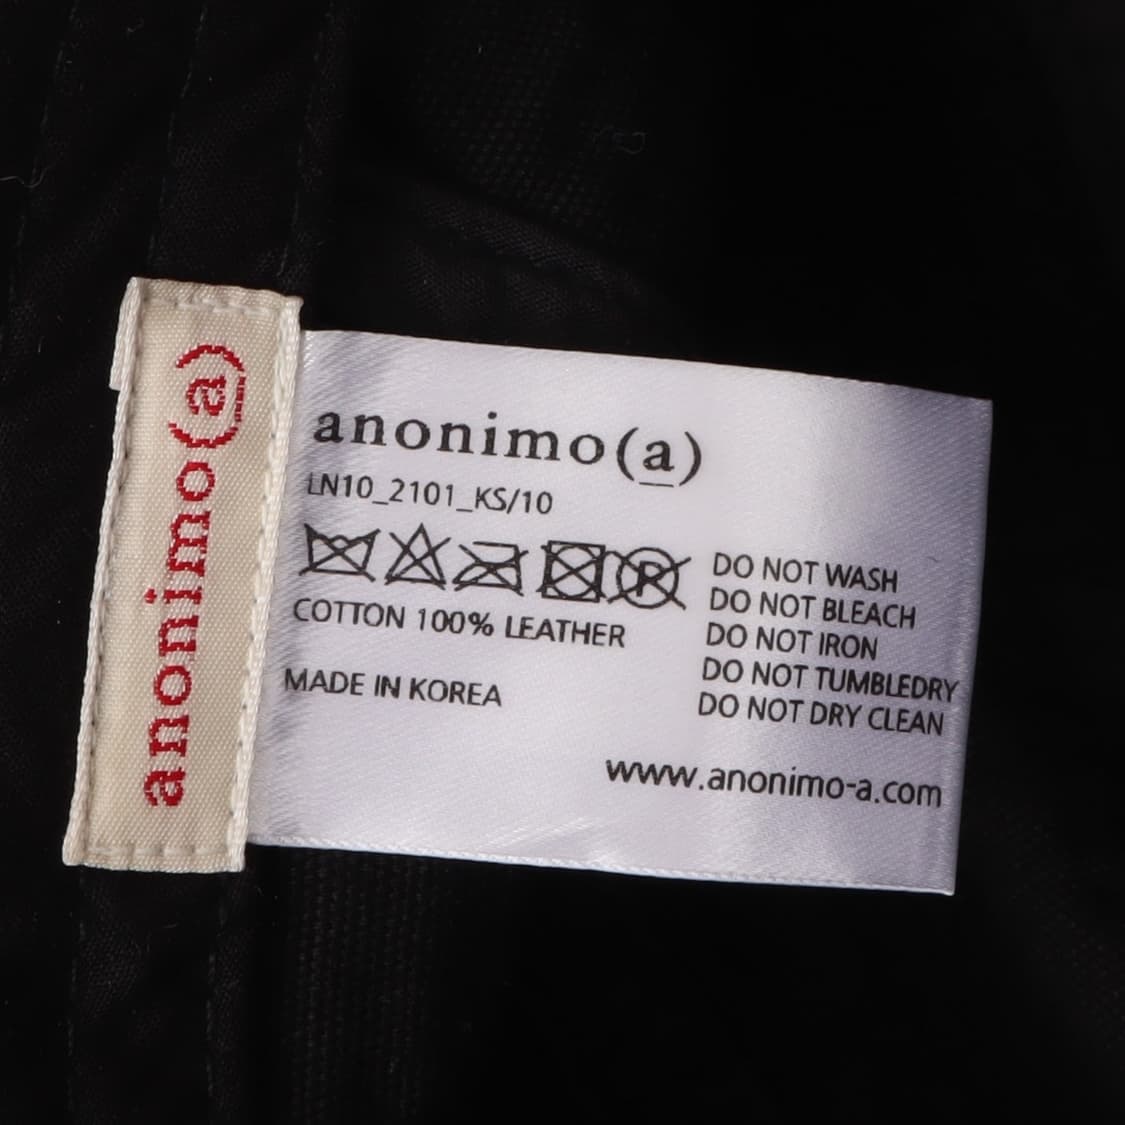 anonimo(a)
anonimo(a)
LN10_2101_KS/10
P
COTTON 100% LEATHER
MADE IN KOREA
DO NOT WASH
DO NOT BLEACH
DO NOT IRON
DO NOT TUMBLEDRY
DO NOT DRY CLEAN
www.anonimo-a.com